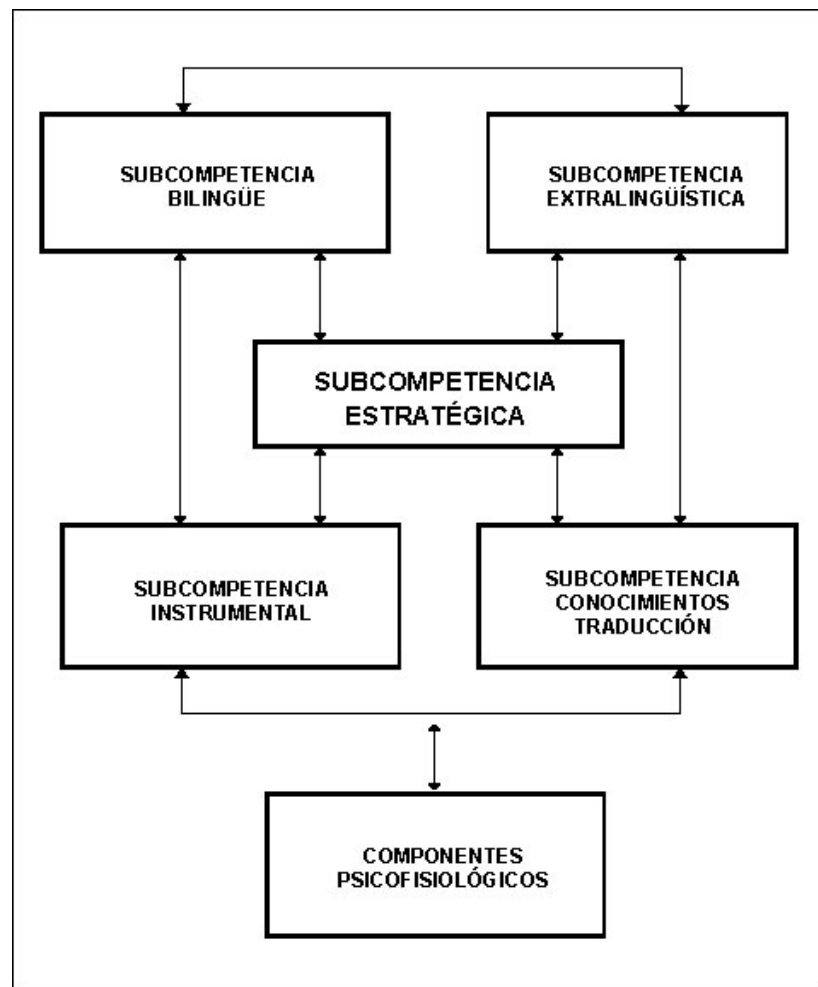 SUBCOMPETENCIA
BILINGÜE
SUBCOMPETENCIA
EXTRALINGÜÍSTICA
SUBCOMPETENCIA
ESTRATÉGICA
SUBCOMPETENCIA
INSTRUMENTAL
SUBCOMPETENCIA
CONOCIMIENTOS
TRADUCCIÓN
COMPONENTES
PSICOFISIOLÓGICOS